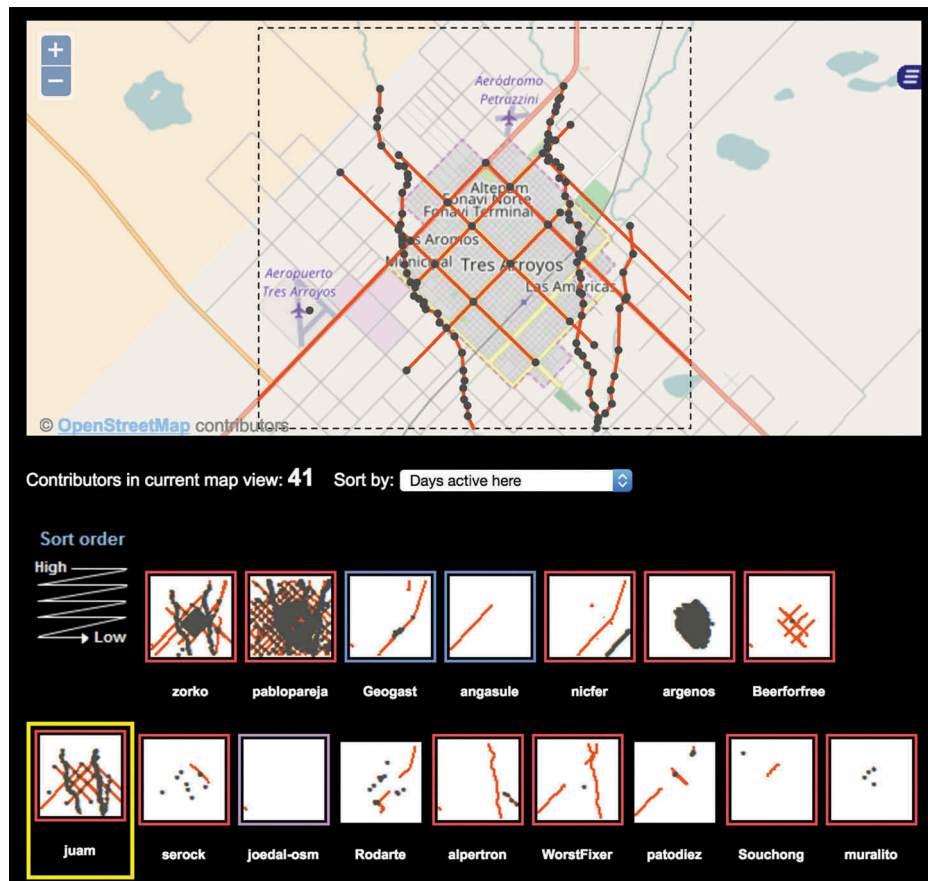 +
−
Aeródromo
Petrazzini
Altepam
Fonavi Norte
Fonavi Terminal
Aromos
Municipal
Tres Arroyos
Aeropuerto
Tres Arroyos
Las Américas
© OpenStreetMap contributors
Contributors in current map view: 41 Sort by: Days active here
Sort order
High
Low
zorko pablopareja Geogast angasule nicfer argenos Beerforfree
juam serock joedal-osm Rodarte alpertron WorstFixer patodiez Souchong muralito